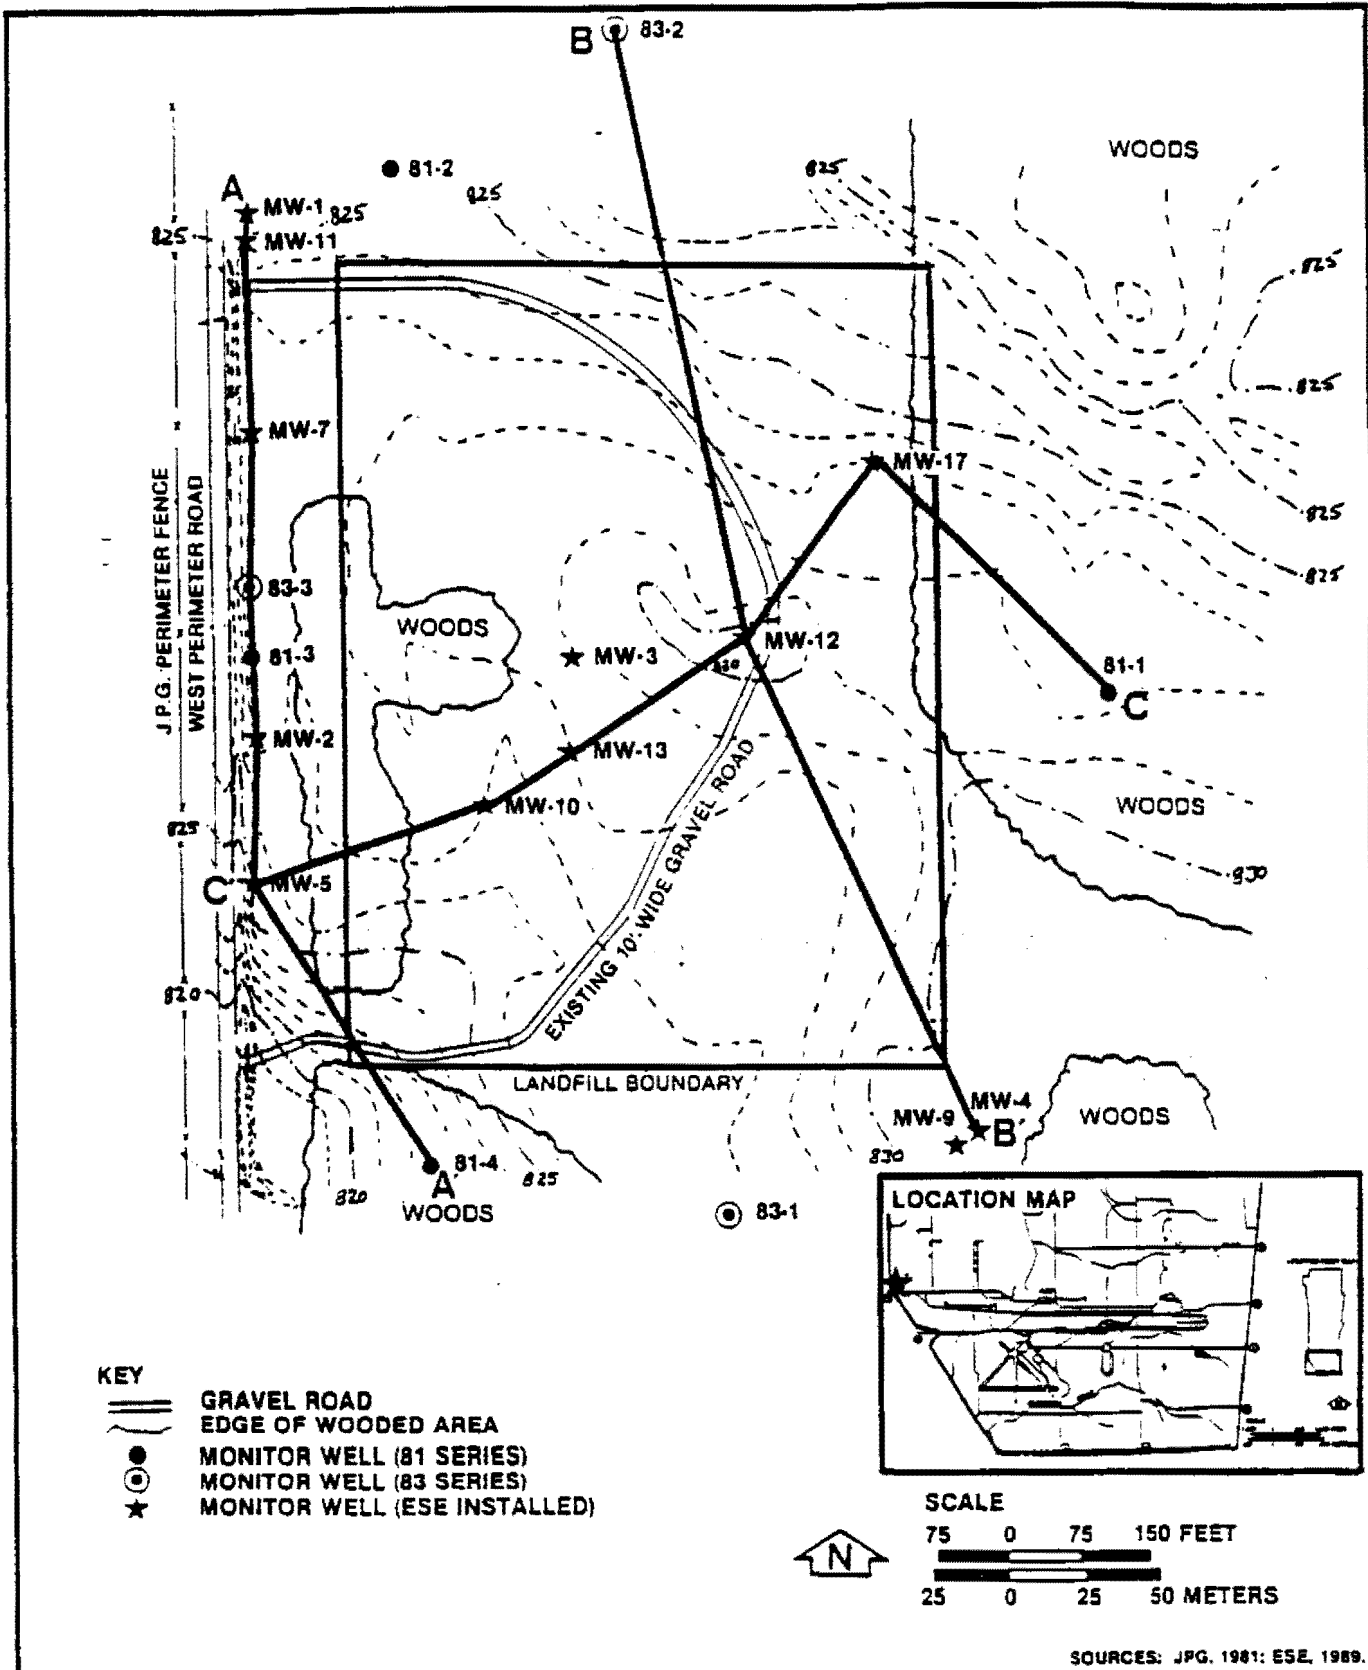 B 83-2
WOODS
81-2
825
825
A
MW-1
825
825
MW-11
825
825
MW-7
MW-17
J.P.G. PERIMETER FENCE
WEST PERIMETER ROAD
825
83-3
825
WOODS
MW-3
MW-12
81-3
830
81-1
C
MW-2
MW-13
MW-10
WOODS
825
C'
MW-5
830
EXISTING 10' WIDE GRAVEL ROAD
820
LANDFILL BOUNDARY
MW-9
MW-4
WOODS
B'
830
81-4
A'
825
820
WOODS
83-1
LOCATION MAP
KEY
GRAVEL ROAD
EDGE OF WOODED AREA
MONITOR WELL (81 SERIES)
MONITOR WELL (83 SERIES)
MONITOR WELL (ESE INSTALLED)
SCALE
75 0 75 150 FEET
N
25 0 25 50 METERS
SOURCES: JPG. 1981; ESE, 1989.